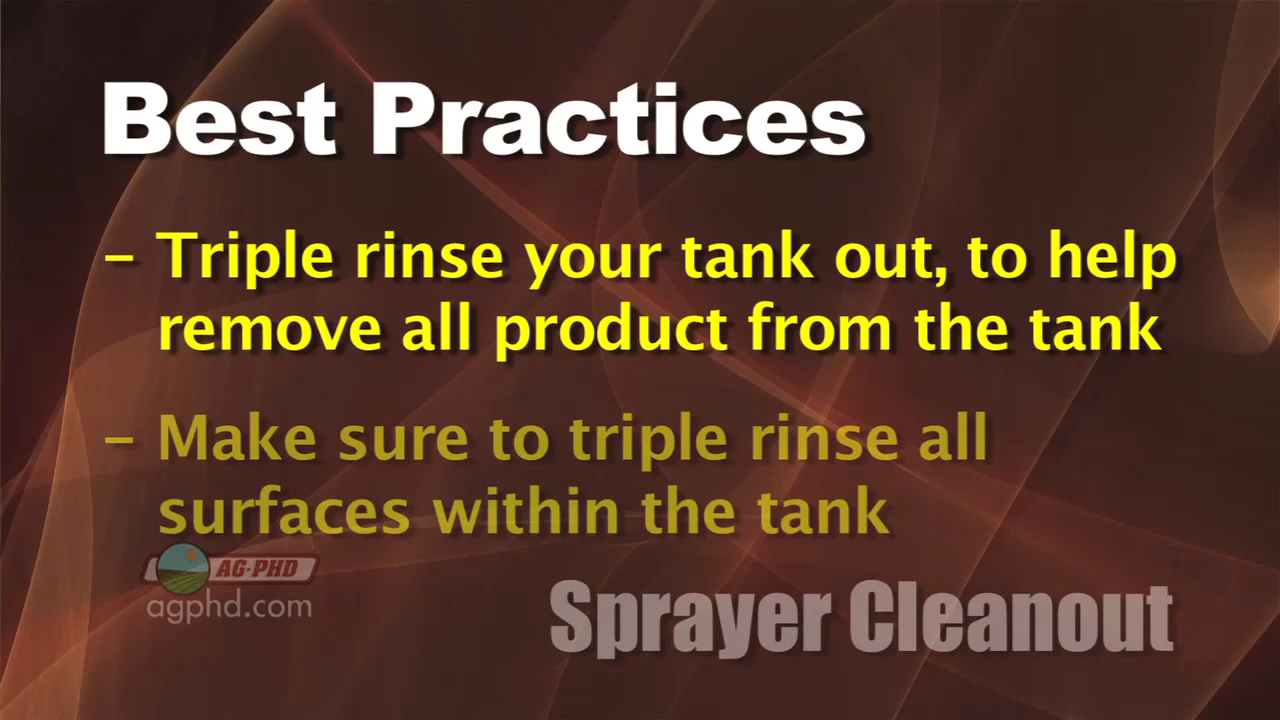 Best Practices
– Triple rinse your tank out, to help
remove all product from the tank
– Make sure to triple rinse all
surfaces within the tank
AG-PHD
agphd.com
Sprayer Cleanout